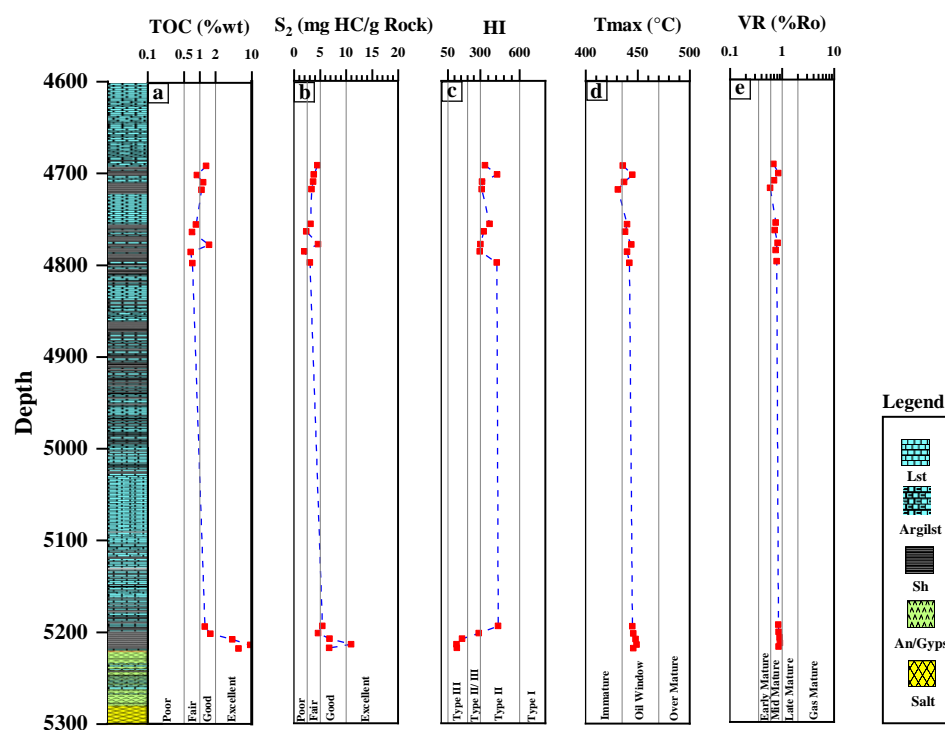 TOC (%wt)
0.1 0.5 1 2 10
S₂ (mg HC/g Rock)
0 5 10 15 20
HI
50 300 600
Tmax (°C)
400 450 500
VR (%Ro)
0.1 1 10
Depth
4600
4700
4800
4900
5000
5100
5200
5300
a
Poor
Fair
Good
Excellent
b
Poor
Fair
Good
Excellent
c
Type III
Type II/ III
Type II
Type I
d
Immature
Oil Window
Over Mature
e
Early Mature
Mid Mature
Late Mature
Gas Mature
Legend
Lst
Argilst
Sh
An/Gyps
Salt